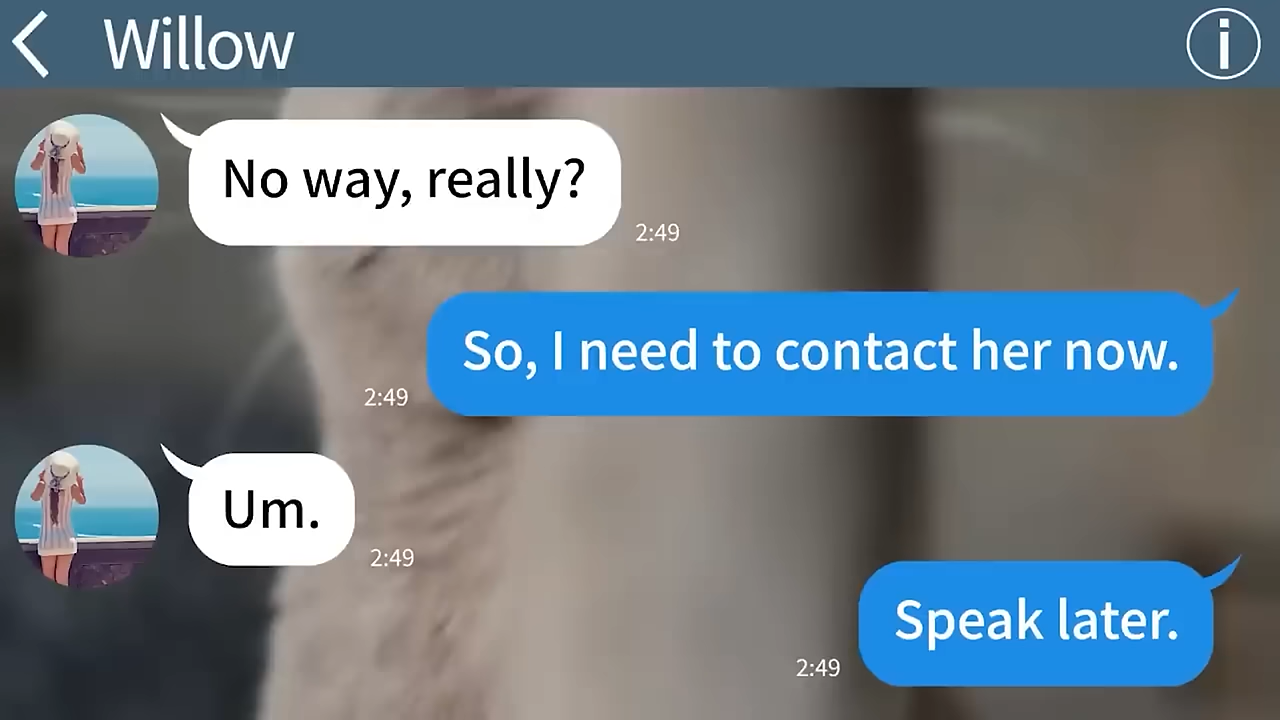 Willow
No way, really?
2:49
So, I need to contact her now.
2:49
Um.
2:49
Speak later.
2:49